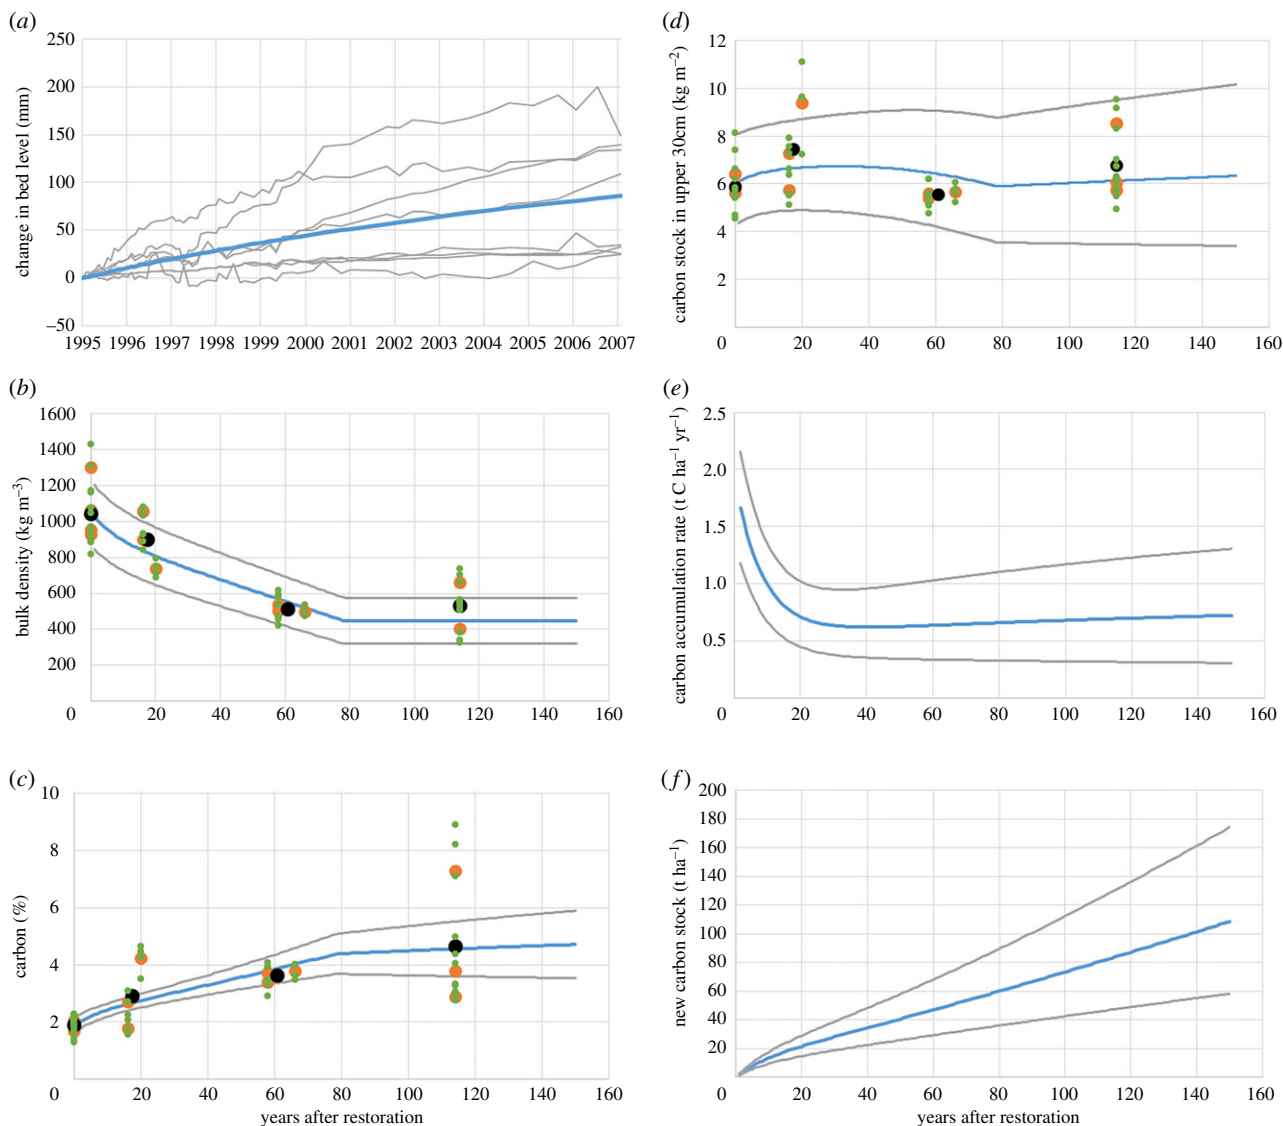 (a)
250
200
150
100
50
0
–50
change in bed level (mm)
1995 1996 1997 1998 1999 2000 2001 2002 2003 2004 2005 2006 2007
(b)
1600
1400
1200
1000
800
600
400
200
0 20 40 60 80 100 120 140 160
bulk density (kg m⁻³)
(c)
10
8
6
4
2
0 20 40 60 80 100 120 140 160
carbon (%)
years after restoration
(d)
12
10
8
6
4
2
0 20 40 60 80 100 120 140 160
carbon stock in upper 30cm (kg m⁻²)
(e)
2.5
2.0
1.5
1.0
0.5
0 20 40 60 80 100 120 140 160
carbon accumulation rate (t C ha⁻¹ yr⁻¹)
(f)
200
180
160
140
120
100
80
60
40
20
0 20 40 60 80 100 120 140 160
new carbon stock (t ha⁻¹)
years after restoration